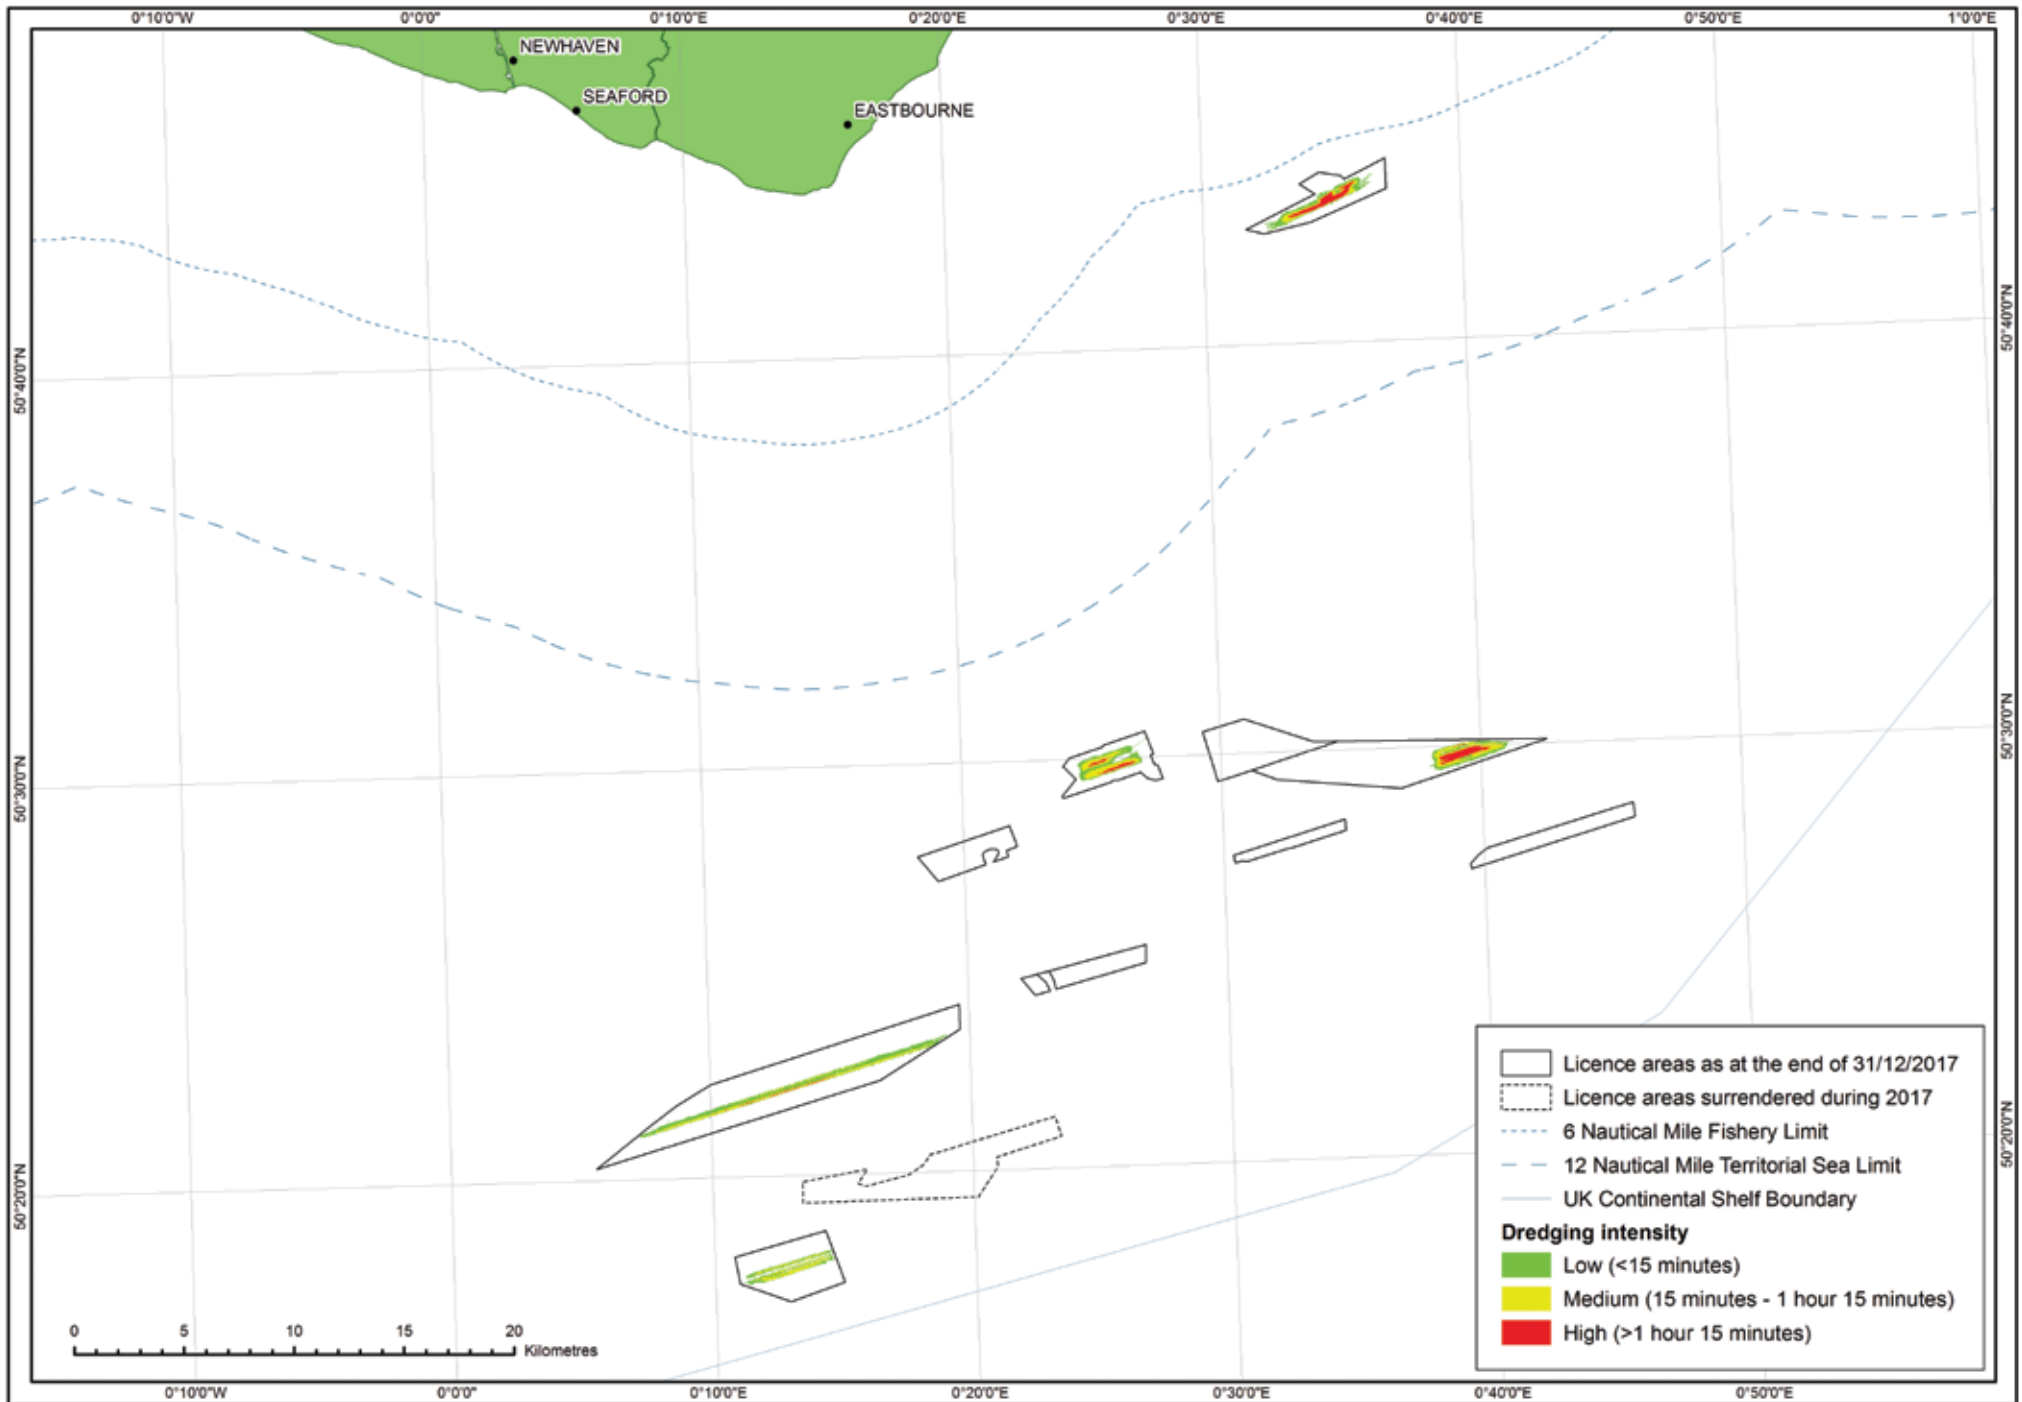 0°10'0"W 0°0'0" 0°10'0"E 0°20'0"E 0°30'0"E 0°40'0"E 0°50'0"E 1°0'0"E
NEWHAVEN
SEAFORD
EASTBOURNE
50°40'0"N
50°40'0"N
50°30'0"N
50°30'0"N
50°20'0"N
50°20'0"N
Licence areas as at the end of 31/12/2017
Licence areas surrendered during 2017
6 Nautical Mile Fishery Limit
12 Nautical Mile Territorial Sea Limit
UK Continental Shelf Boundary
Dredging intensity
Low (<15 minutes)
Medium (15 minutes - 1 hour 15 minutes)
High (>1 hour 15 minutes)
0 5 10 15 20
Kilometres
0°10'0"W 0°0'0" 0°10'0"E 0°20'0"E 0°30'0"E 0°40'0"E 0°50'0"E